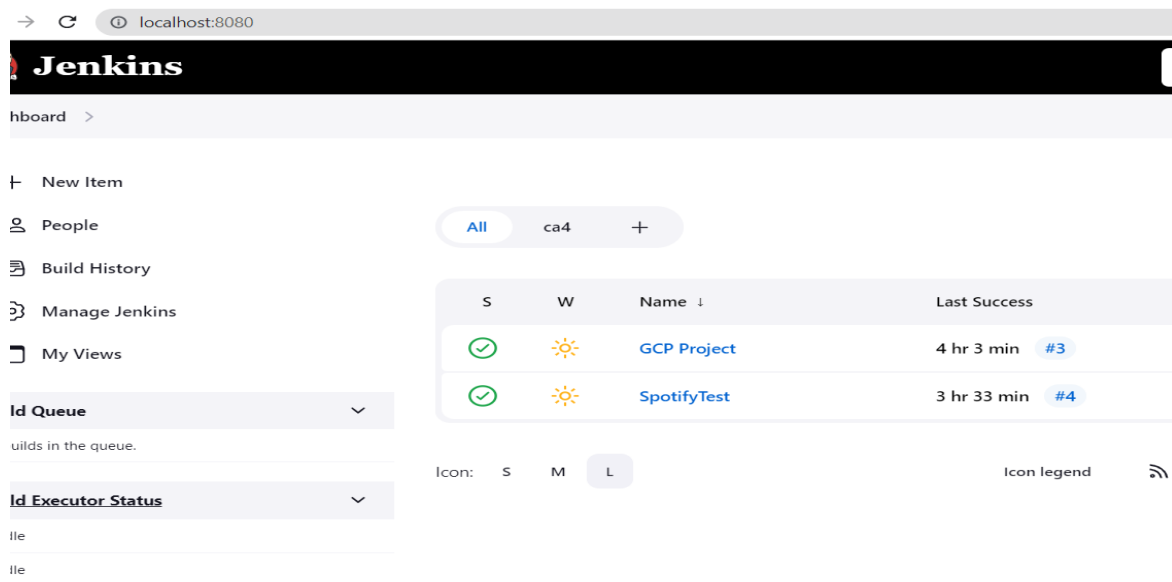 localhost:8080
Jenkins
hboard
New Item
People
Build History
Manage Jenkins
My Views
ld Queue
uilds in the queue.
ld Executor Status
dle
dle
All ca4 +
S W Name ↓ Last Success
GCP Project 4 hr 3 min #3
SpotifyTest 3 hr 33 min #4
Icon: S M L Icon legend